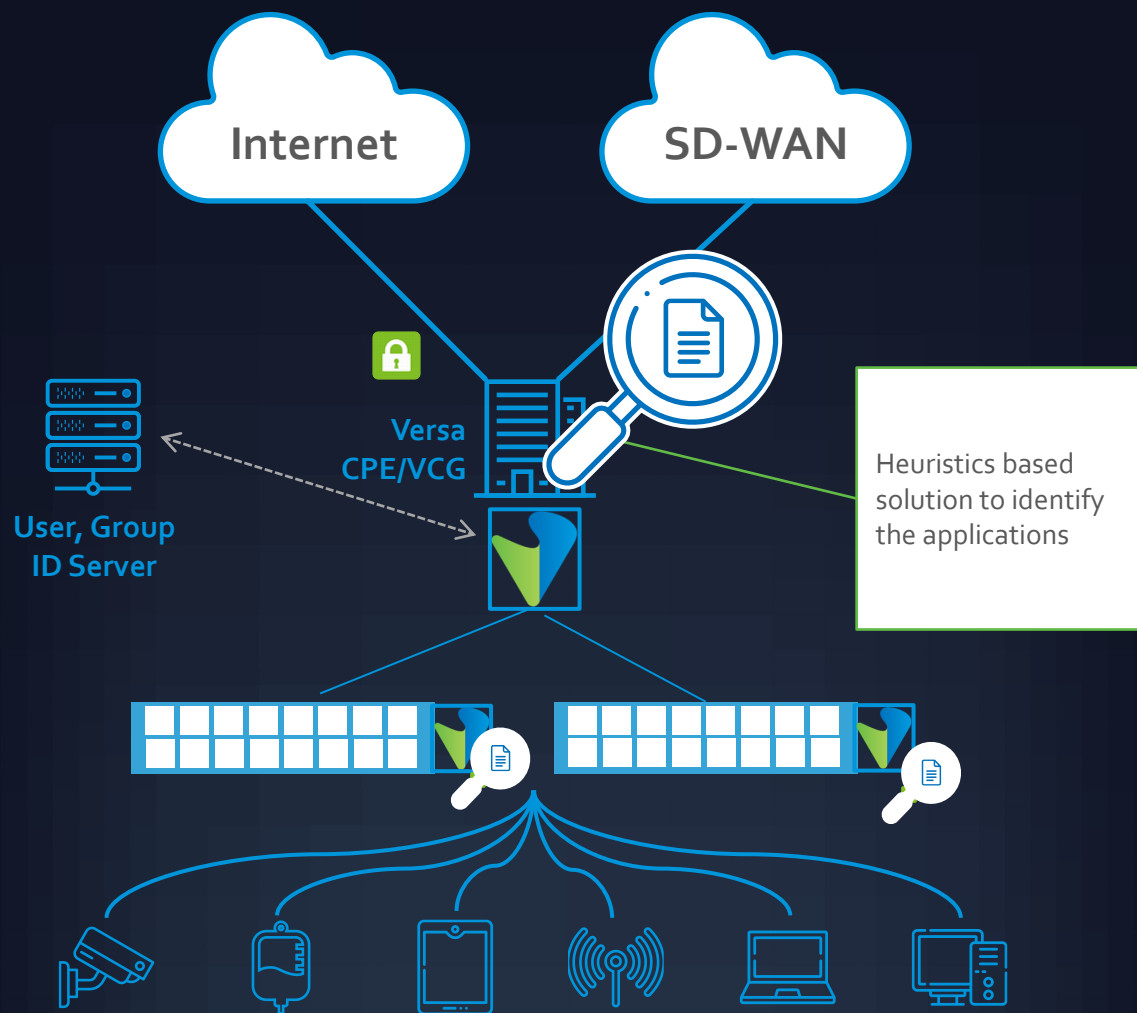 Internet
SD-WAN
Versa
CPE/VCG
User, Group
ID Server
Heuristics based
solution to identify
the applications